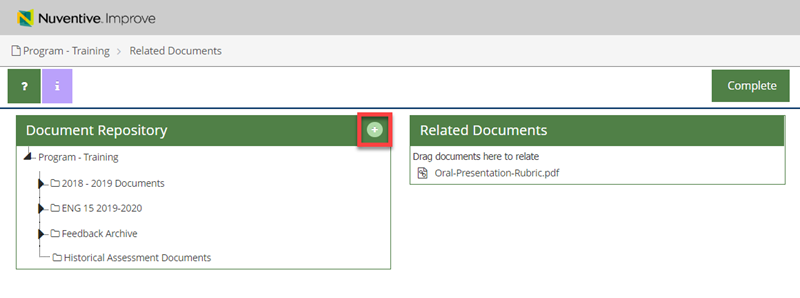 Nuventive. Improve
Program - Training > Related Documents
? i Complete
Document Repository +
Program - Training
2018 - 2019 Documents
ENG 15 2019-2020
Feedback Archive
Historical Assessment Documents
Related Documents
Drag documents here to relate
Oral-Presentation-Rubric.pdf